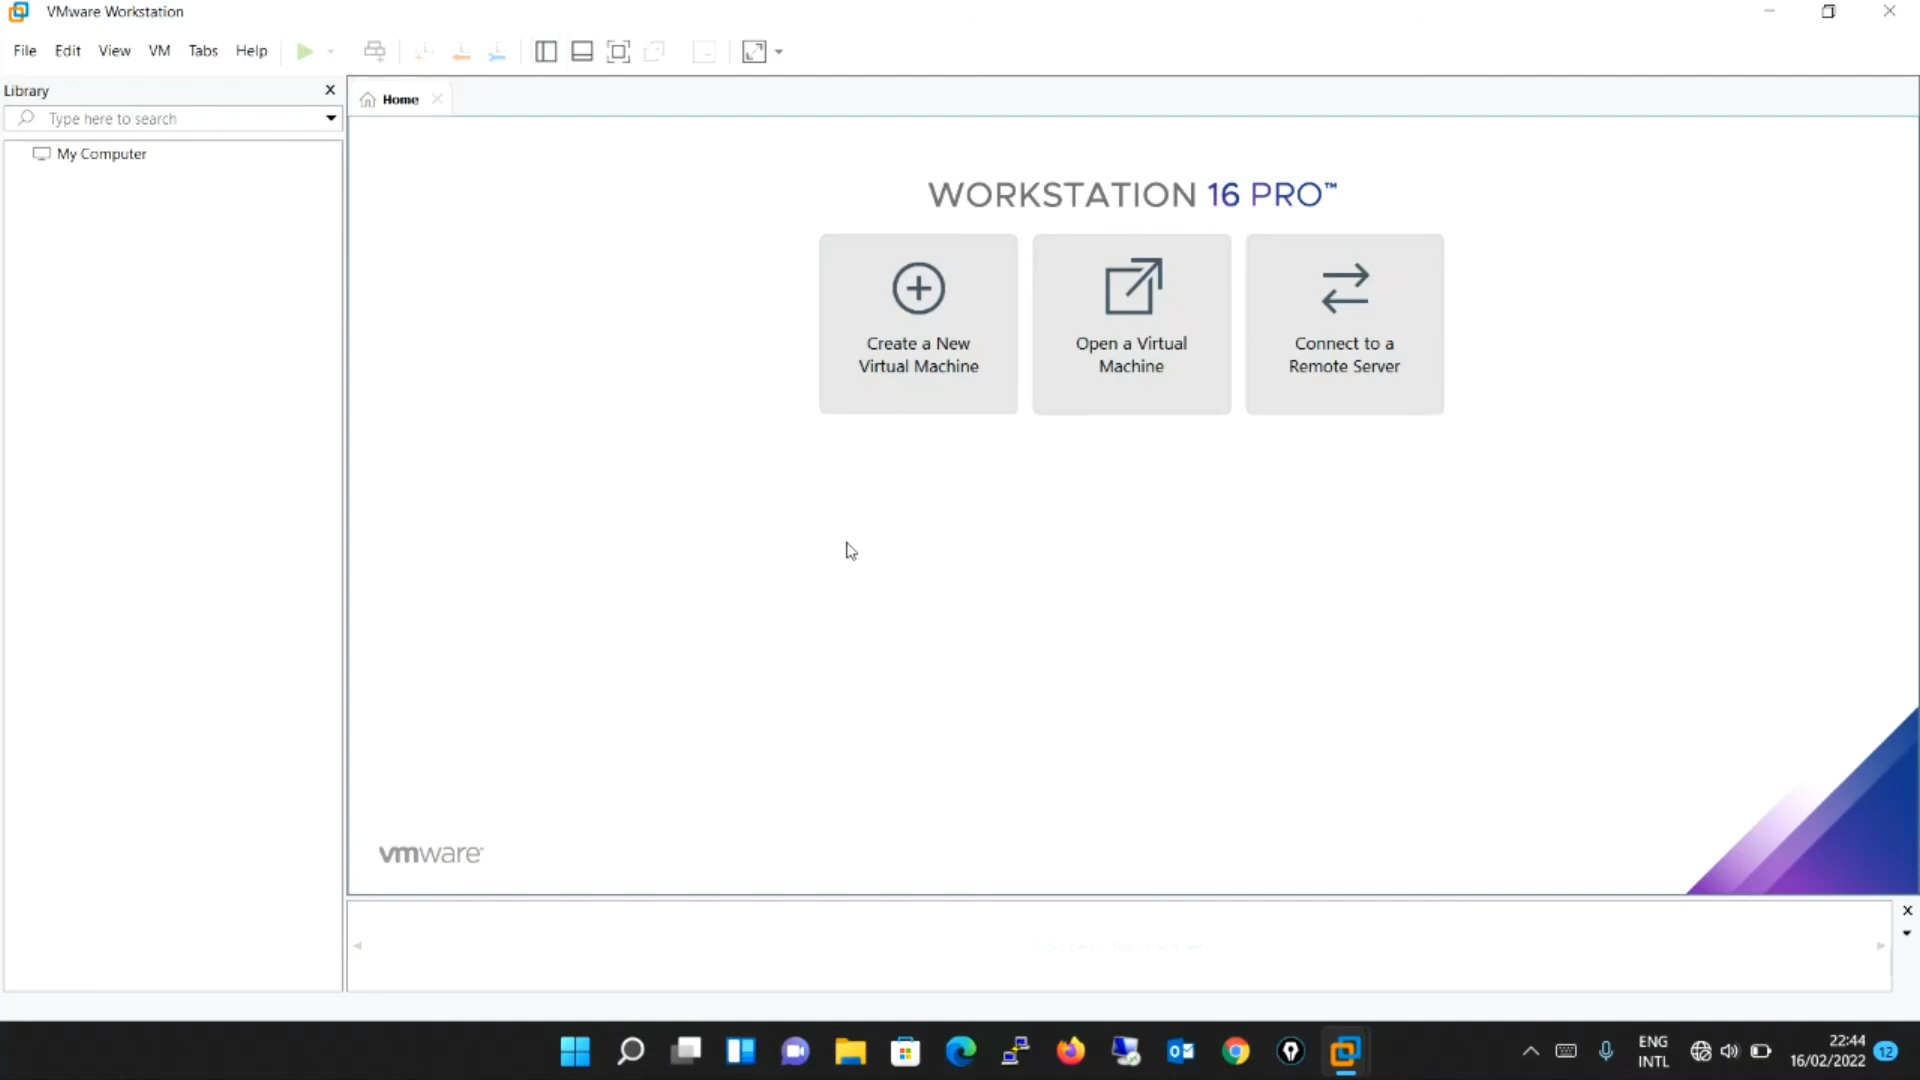 VMware Workstation
File Edit View VM Tabs Help
Library X
Type here to search
My Computer
Home
WORKSTATION 16 PRO™
Create a New
Virtual Machine
Open a Virtual
Machine
Connect to a
Remote Server
vmware
ENG
INTL
22:44
16/02/2022
12